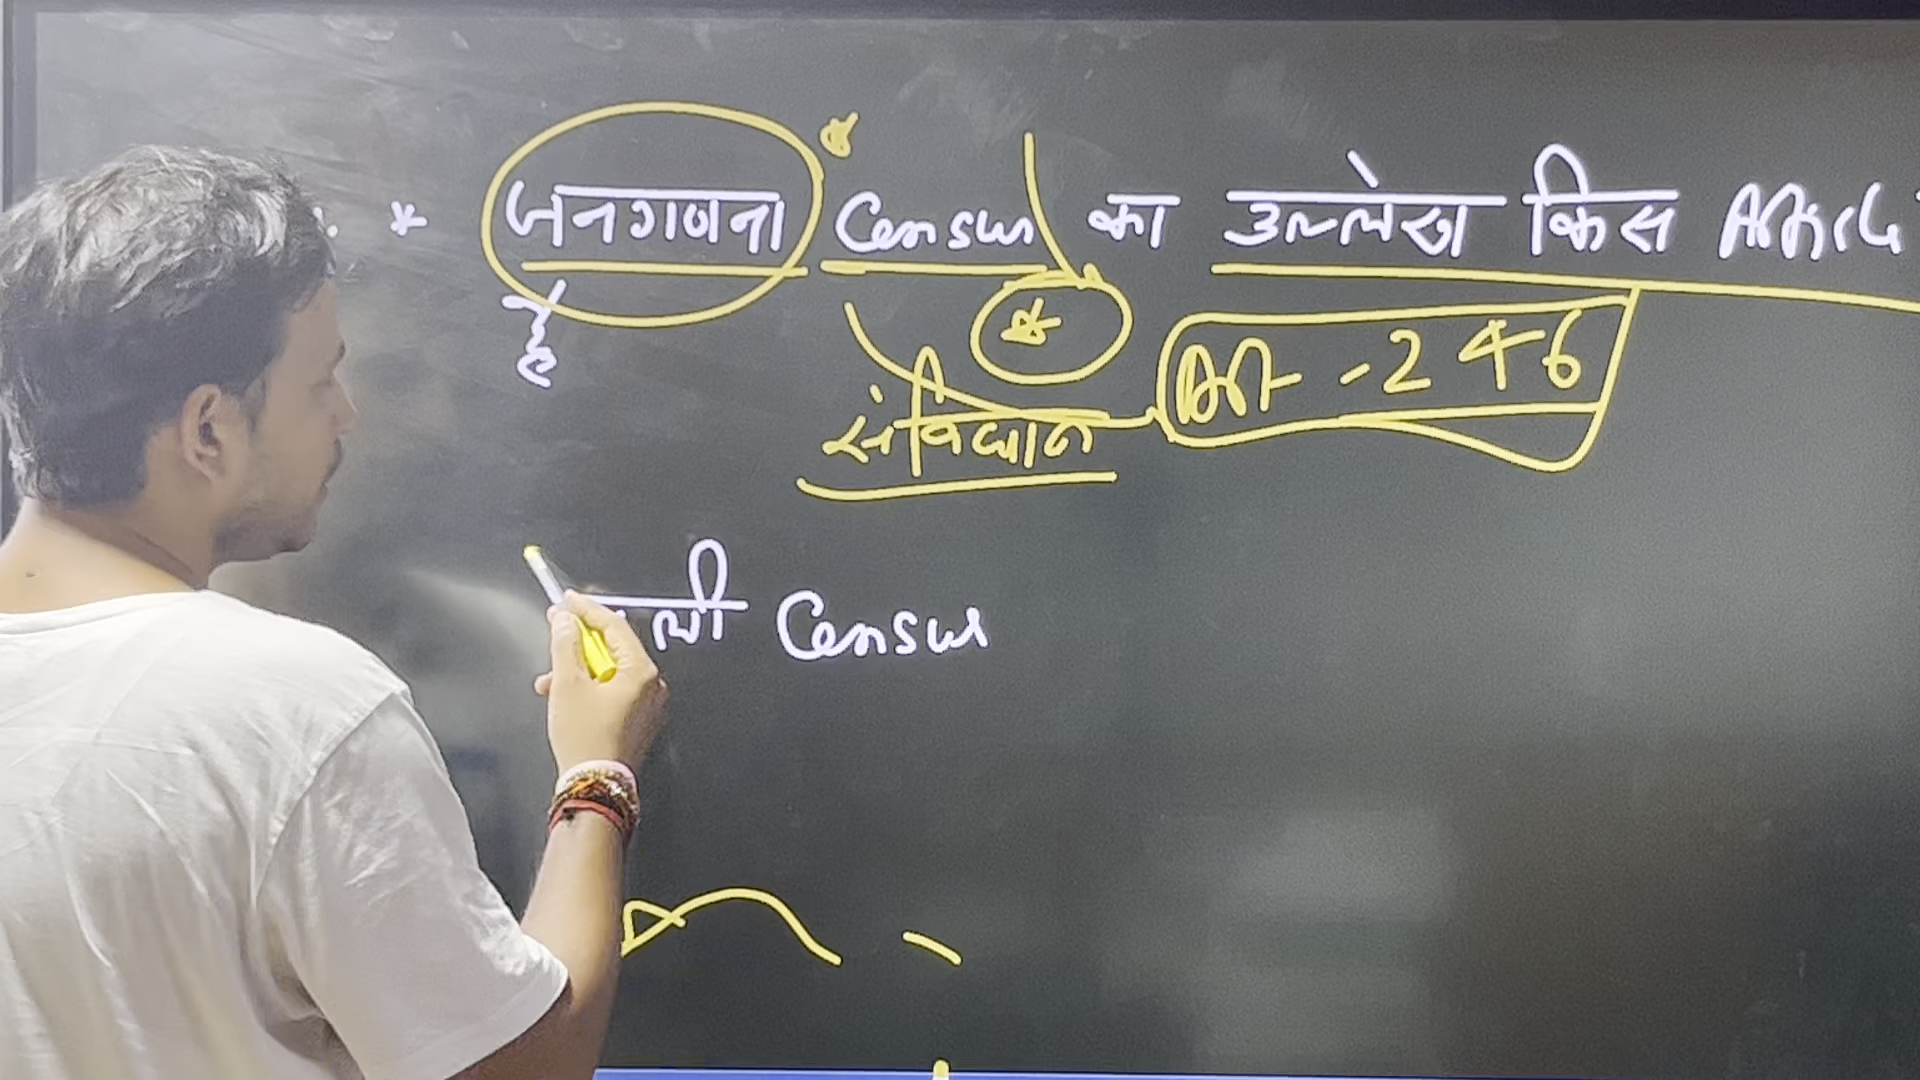 * जनगणना Census का उल्लेख किस Article
है
संविधान Art - 246
Census